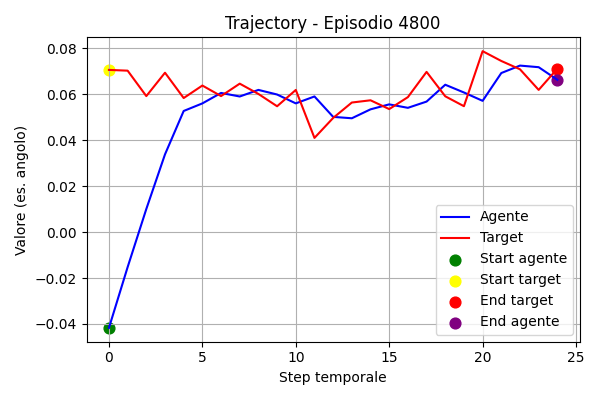 Trajectory - Episodio 4800
Valore (es. angolo)
0.08
0.06
0.04
0.02
0.00
−0.02
−0.04
0
5
10
15
20
25
Step temporale
Agente
Target
Start agente
Start target
End target
End agente